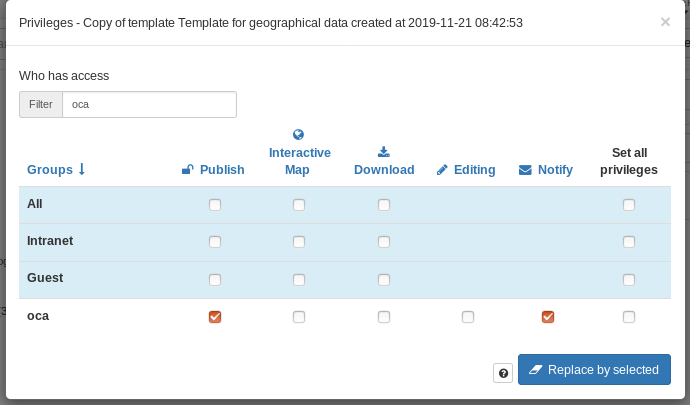 Privileges - Copy of template Template for geographical data created at 2019-11-21 08:42:53
×
Who has access
Filter oca
Groups Publish Interactive Map Download Editing Notify Set all privileges
All
Intranet
Guest
oca
? Replace by selected